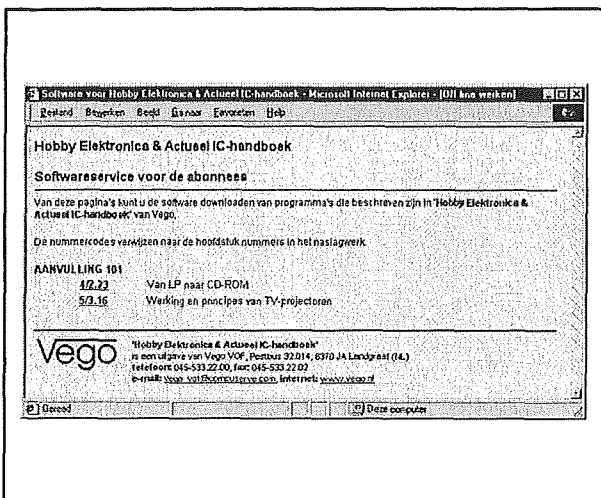 Software voor Hobby Elektronica & Actueel IC-handboek - Microsoft Internet Explorer - [Off line werken]
Bestand Bewerken Beeld Ga naar Favorieten Help
Hobby Elektronica & Actueel IC-handboek
Softwareservice voor de abonnees
Van deze pagina's kunt u de software downloaden van programma's die beschreven zijn in 'Hobby Elektronica &
Actueel IC-handboek' van Vego.
De nummercodes verwijzen naar de hoofdstuk nummers in het naslagwerk.
AANVULLING 101
4/2.23 Van LP naar CD-ROM
5/3.16 Werking en principes van TV-projectoren
Vego
'Hobby Elektronica & Actueel IC-handboek'
is een uitgave van Vego VOF, Postbus 32.014, 6370 JA Landgraaf (NL)
telefoon: 045-533.22.00, fax: 045-533.22.02
e-mail: vego_vof@compuserve.com, internet: www.vego.nl
Gereed
Deze computer